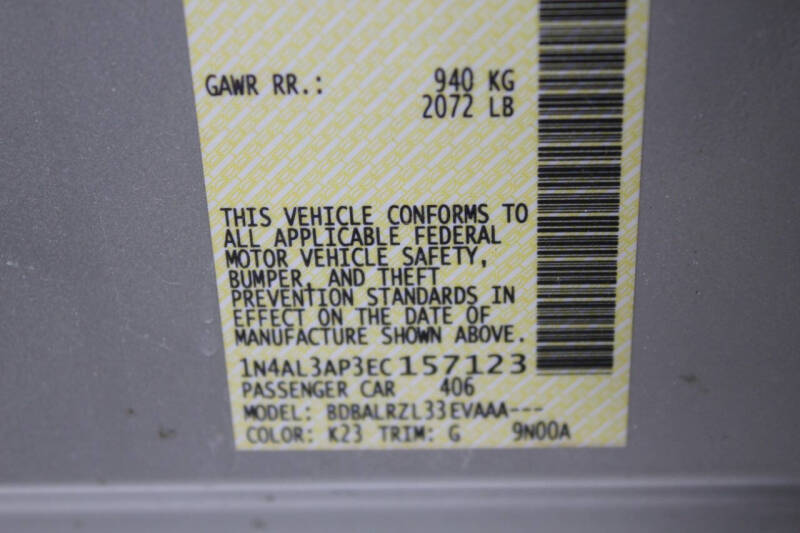 GAWR RR.: 940 KG
2072 LB
THIS VEHICLE CONFORMS TO
ALL APPLICABLE FEDERAL
MOTOR VEHICLE SAFETY,
BUMPER, AND THEFT
PREVENTION STANDARDS IN
EFFECT ON THE DATE OF
MANUFACTURE SHOWN ABOVE.
1N4AL3AP3EC157123
PASSENGER CAR 406
MODEL: BDBALRZL33EVAAA---
COLOR: K23 TRIM: G 9N00A